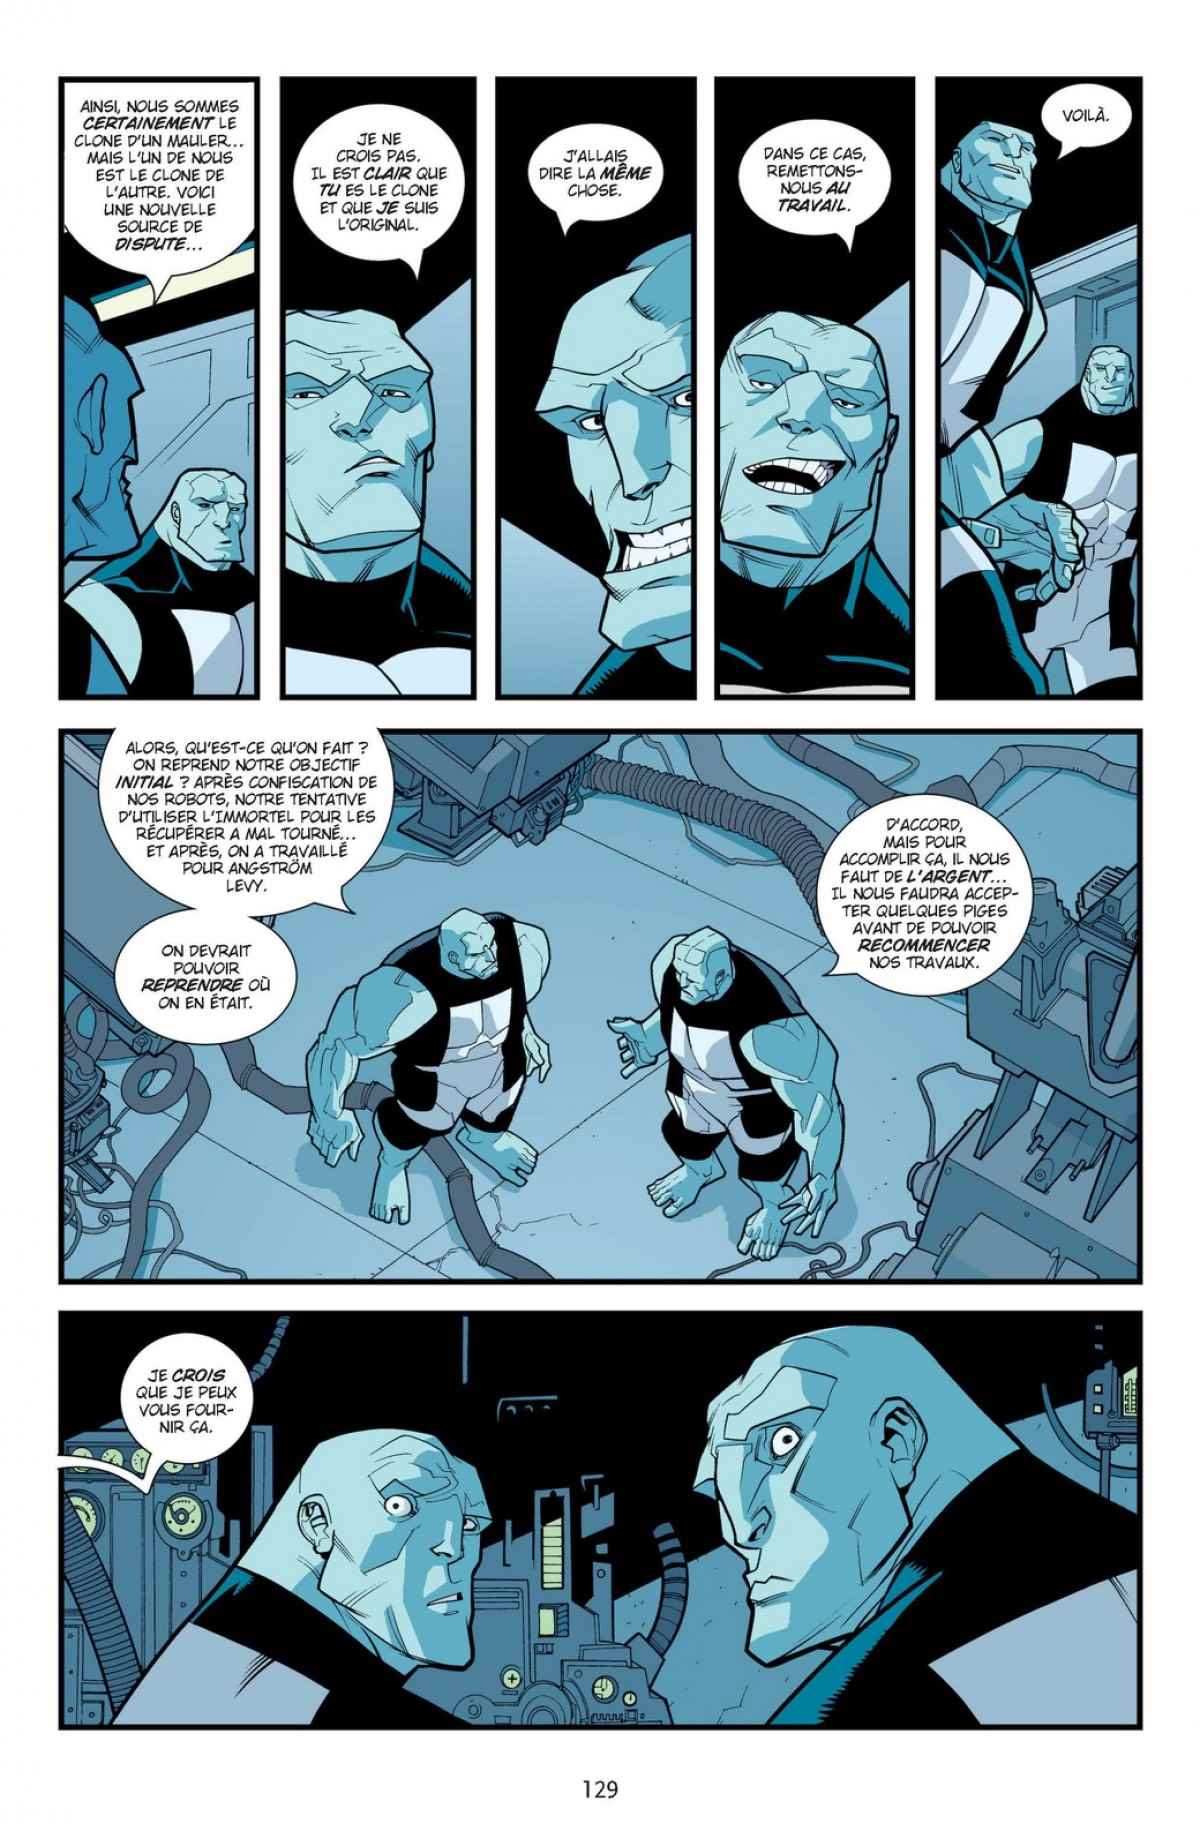 AINSI, NOUS SOMMES
CERTAINEMENT LE
CLONE D'UN MAULER...
MAIS L'UN DE NOUS
EST LE CLONE DE
L'AUTRE. VOICI
UNE NOUVELLE
SOURCE DE
DISPUTE...
JE NE
CROIS PAS.
IL EST CLAIR QUE
TU ES LE CLONE
ET QUE JE SUIS
L'ORIGINAL.
J'ALLAIS
DIRE LA MÊME
CHOSE.
DANS CE CAS,
REMETTONS-
NOUS AU
TRAVAIL.
VOILÀ.
ALORS, QU'EST-CE QU'ON FAIT ?
ON REPREND NOTRE OBJECTIF
INITIAL ? APRÈS CONFISCATION DE
NOS ROBOTS, NOTRE TENTATIVE
D'UTILISER L'IMMORTEL POUR LES
RÉCUPÉRER A MAL TOURNÉ...
ET APRÈS, ON A TRAVAILLÉ
POUR ANGSTRÖM
LEVY.
ON DEVRAIT
POUVOIR
REPRENDRE OÙ
ON EN ÉTAIT.
D'ACCORD,
MAIS POUR
ACCOMPLIR ÇA, IL NOUS
FAUT DE L'ARGENT...
IL NOUS FAUDRA ACCEP-
TER QUELQUES PIGES
AVANT DE POUVOIR
RECOMMENCER
NOS TRAVAUX.
JE CROIS
QUE JE PEUX
VOUS FOUR-
NIR ÇA.
129